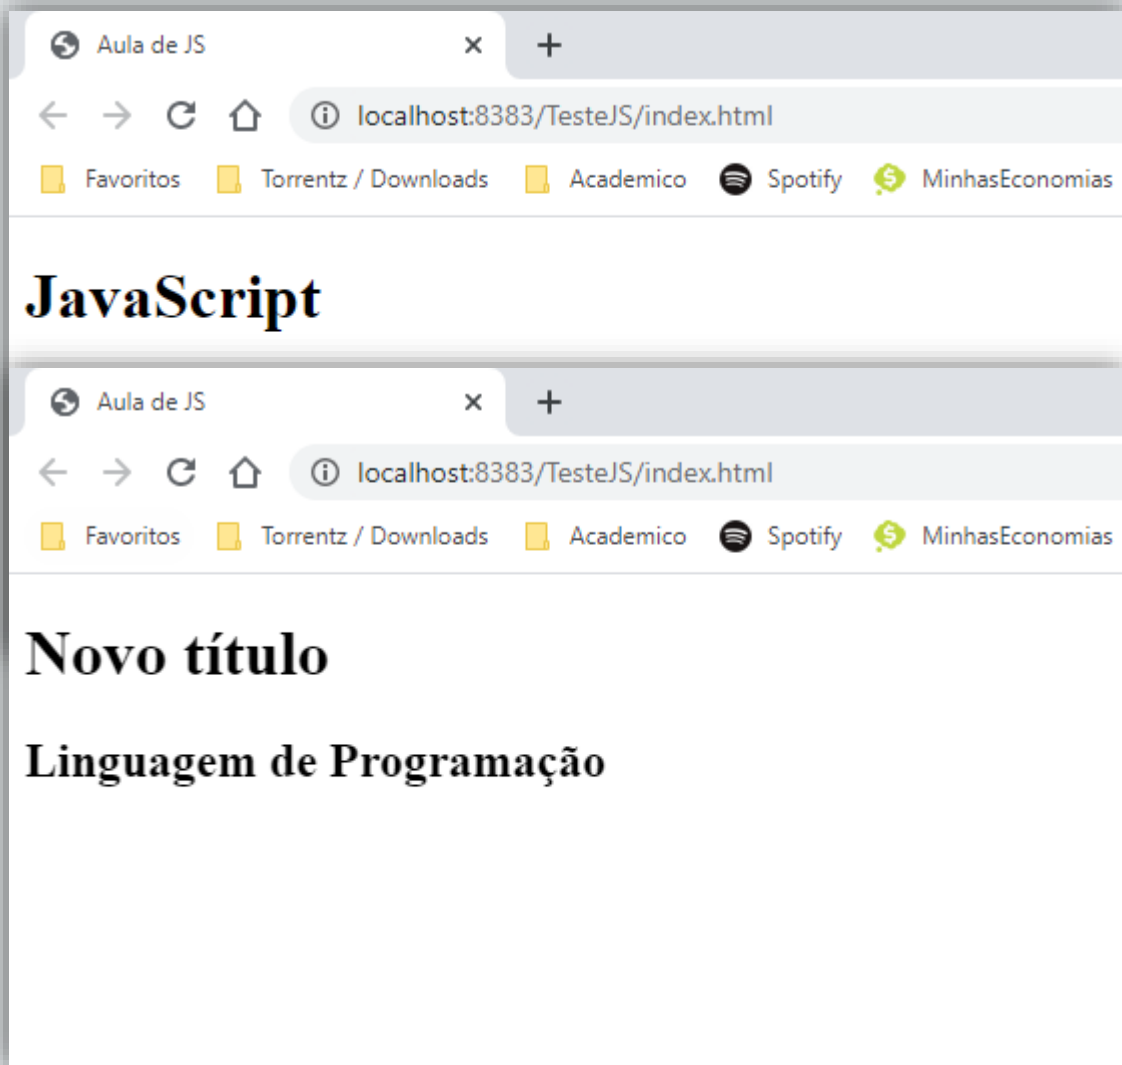 Aula de JS
localhost:8383/TesteJS/index.html
Favoritos Torrentz / Downloads Academico Spotify MinhasEconomias
JavaScript
Aula de JS
localhost:8383/TesteJS/index.html
Favoritos Torrentz / Downloads Academico Spotify MinhasEconomias
Novo título
Linguagem de Programação